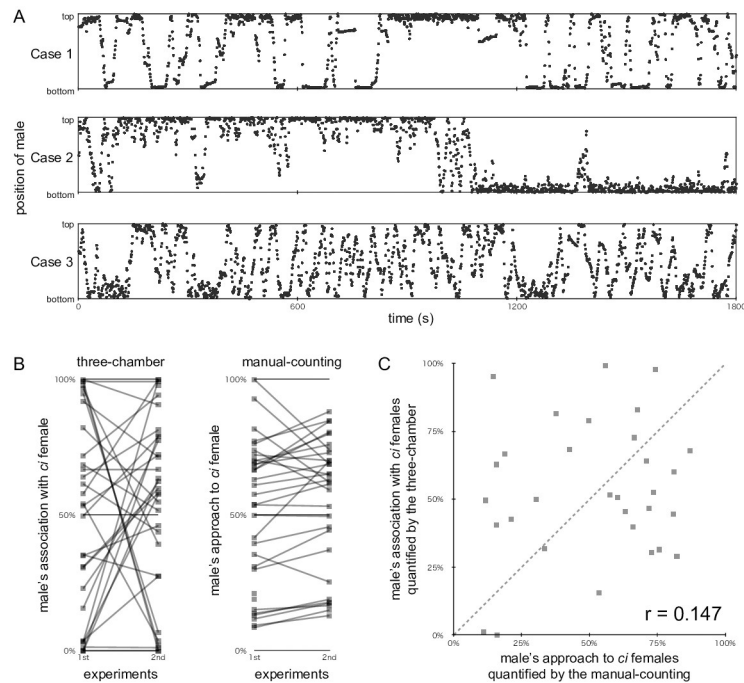 A
top
Case 1
bottom
top
Case 2
bottom
top
Case 3
bottom
position of male
0
600
1200
1800
time (s)
B
three-chamber
manual-counting
male's association with ci female
100%
50%
0%
1st
2nd
experiments
male's approach to ci female
100%
50%
0%
1st
2nd
experiments
C
male's association with ci females
quantified by the three-chamber
100%
75%
50%
25%
0%
r = 0.147
0%
25%
50%
75%
100%
male's approach to ci females
quantified by the manual-counting